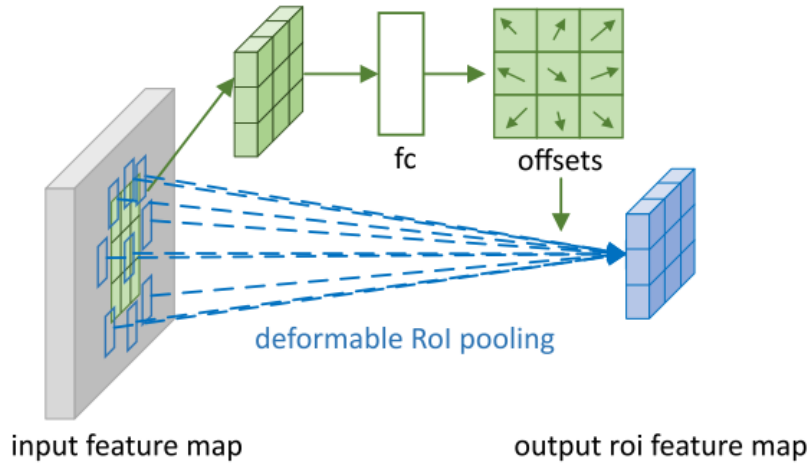 fc
offsets
deformable RoI pooling
input feature map
output roi feature map